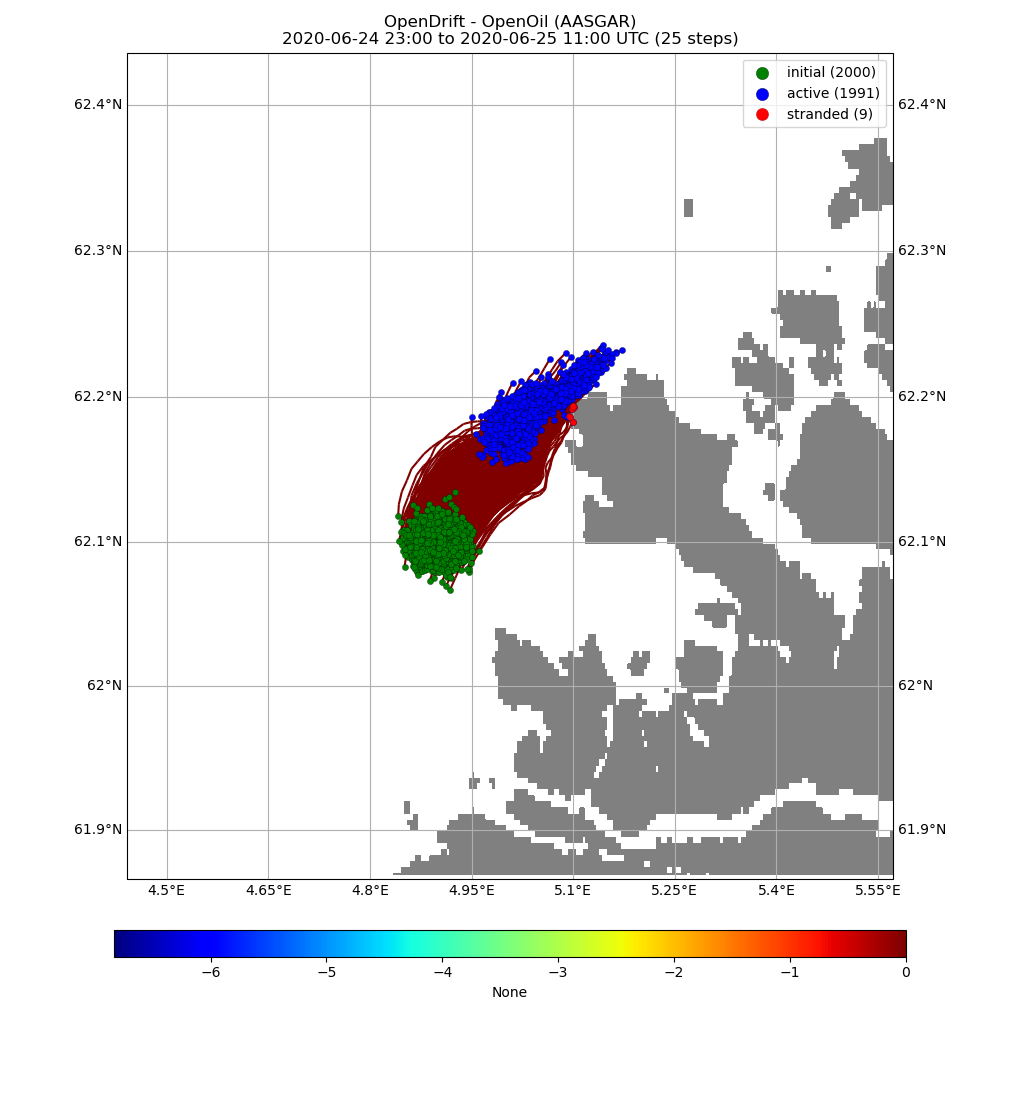 OpenDrift - OpenOil (AASGAR)
2020-06-24 23:00 to 2020-06-25 11:00 UTC (25 steps)
initial (2000)
active (1991)
stranded (9)
62.4°N 62.4°N
62.3°N 62.3°N
62.2°N 62.2°N
62.1°N 62.1°N
62°N 62°N
61.9°N 61.9°N
4.5°E 4.65°E 4.8°E 4.95°E 5.1°E 5.25°E 5.4°E 5.55°E
−6 −5 −4 −3 −2 −1 0
None